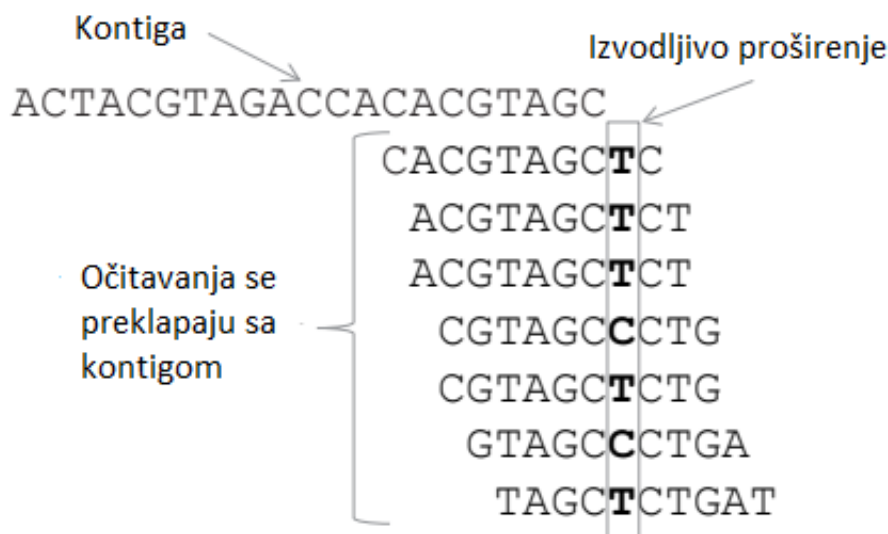 Kontiga
Izvodljivo proširenje
ACTACGTAGACCACACGTAGC
CACGTAGCTC
ACGTAGCTCT
ACGTAGCTCT
CGTAGCCCTG
CGTAGCTCTG
GTAGCCCTGA
TAGCTCTGAT
Očitavanja se
preklapaju sa
kontigom